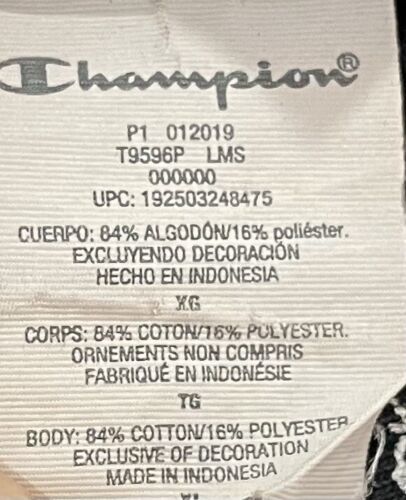 Champion®
P1 012019
T9596P LMS
000000
UPC: 192503248475
CUERPO: 84% ALGODÓN/16% poliéster.
EXCLUYENDO DECORACIÓN
HECHO EN INDONESIA
XG
CORPS: 84% COTON/16% POLYESTER.
ORNEMENTS NON COMPRIS
FABRIQUÉ EN INDONÉSIE
TG
BODY: 84% COTTON/16% POLYESTER
EXCLUSIVE OF DECORATION
MADE IN INDONESIA
XL